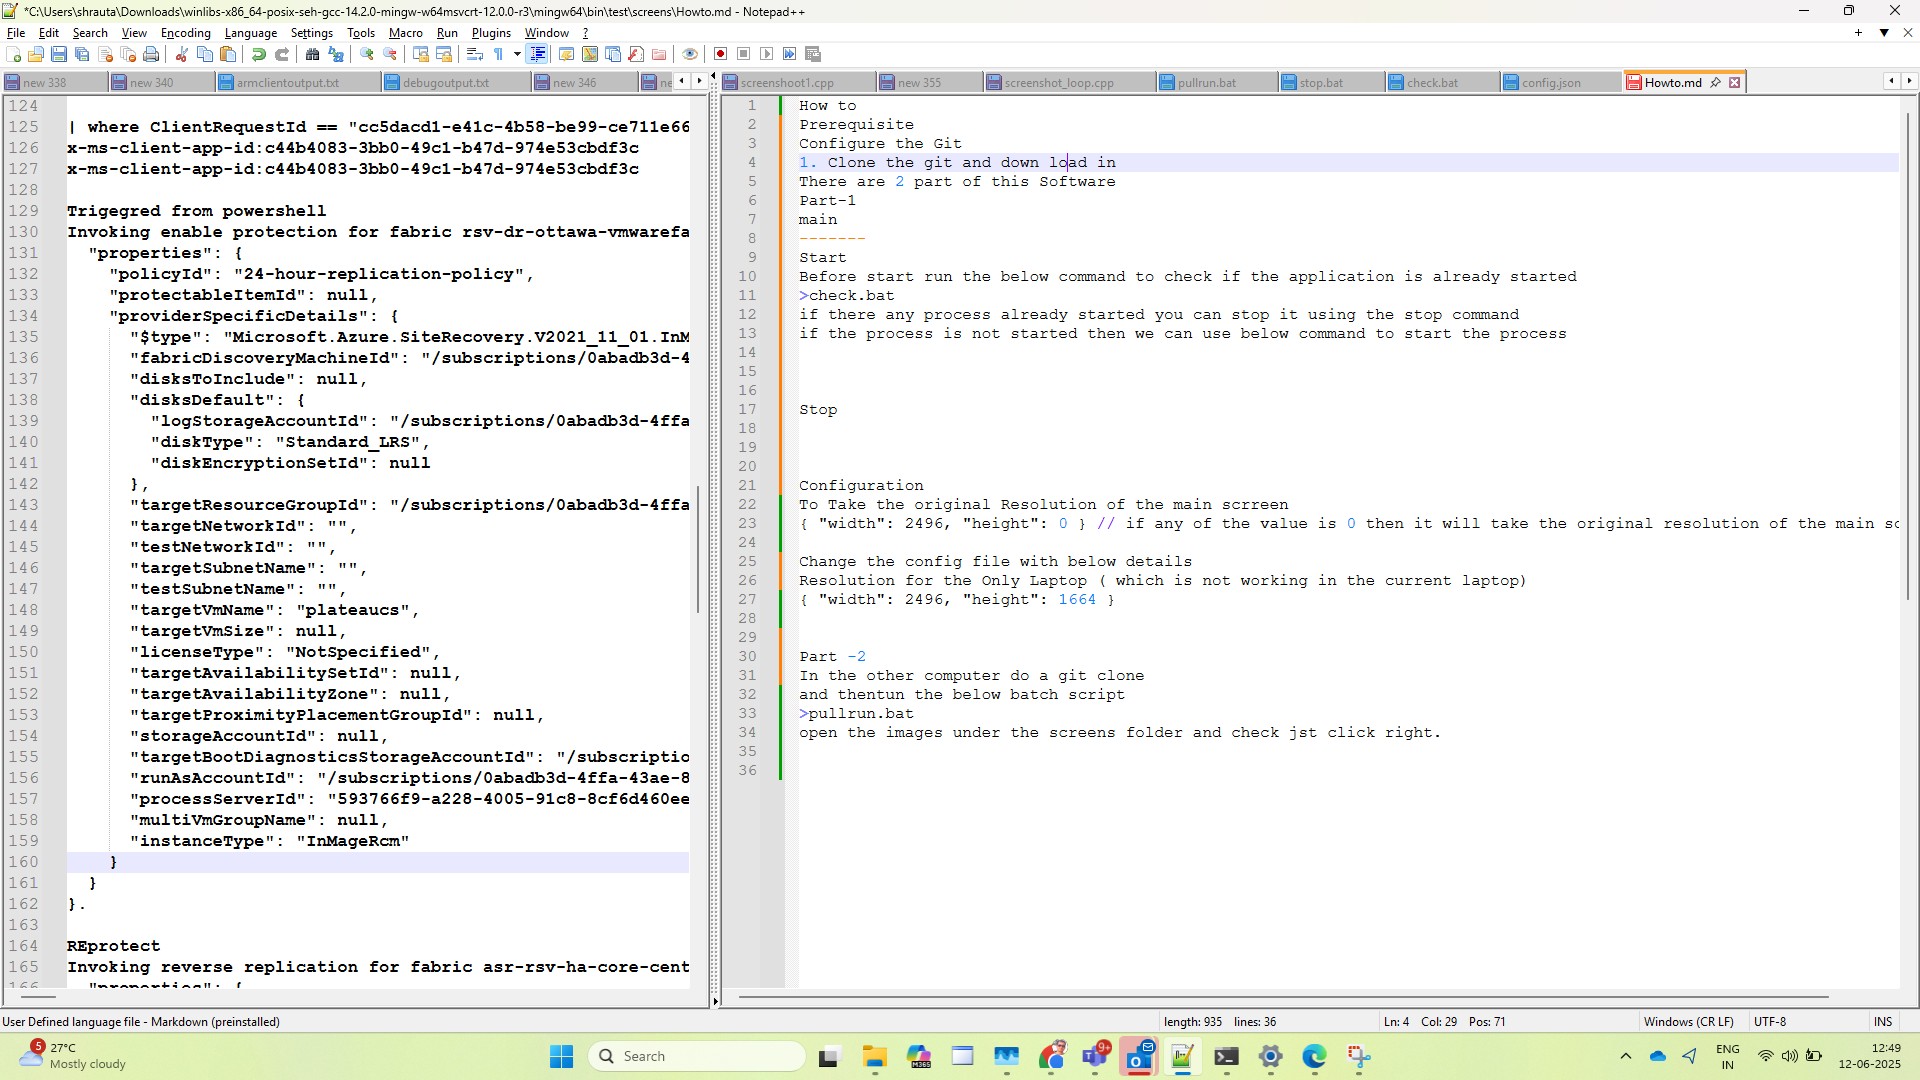 *C:\Users\shrauta\Downloads\winlibs-x86_64-posix-seh-gcc-14.2.0-mingw-w64msvcrt-12.0.0-r3\mingw64\bin\test\screens\Howto.md - Notepad++
File Edit Search View Encoding Language Settings Tools Macro Run Plugins Window ?
new 338 new 340 armclientoutput.txt debugoutput.txt new 346 ne
screenshoot1.cpp new 355 screenshot_loop.cpp pullrun.bat stop.bat check.bat config.json Howto.md
124
125 | where ClientRequestId == "cc5dacd1-e41c-4b58-be99-ce711e66
126 x-ms-client-app-id:c44b4083-3bb0-49c1-b47d-974e53cbdf3c
127 x-ms-client-app-id:c44b4083-3bb0-49c1-b47d-974e53cbdf3c
128
129 Trigegred from powershell
130 Invoking enable protection for fabric rsv-dr-ottawa-vmwarefa
131 "properties": {
132 "policyId": "24-hour-replication-policy",
133 "protectableItemId": null,
134 "providerSpecificDetails": {
135 "$type": "Microsoft.Azure.SiteRecovery.V2021_11_01.InM
136 "fabricDiscoveryMachineId": "/subscriptions/0abadb3d-4
137 "disksToInclude": null,
138 "disksDefault": {
139 "logStorageAccountId": "/subscriptions/0abadb3d-4ffa
140 "diskType": "Standard_LRS",
141 "diskEncryptionSetId": null
142 },
143 "targetResourceGroupId": "/subscriptions/0abadb3d-4ffa
144 "targetNetworkId": "",
145 "testNetworkId": "",
146 "targetSubnetName": "",
147 "testSubnetName": "",
148 "targetVmName": "plateaucs",
149 "targetVmSize": null,
150 "licenseType": "NotSpecified",
151 "targetAvailabilitySetId": null,
152 "targetAvailabilityZone": null,
153 "targetProximityPlacementGroupId": null,
154 "storageAccountId": null,
155 "targetBootDiagnosticsStorageAccountId": "/subscriptio
156 "runAsAccountId": "/subscriptions/0abadb3d-4ffa-43ae-8
157 "processServerId": "593766f9-a228-4005-91c8-8cf6d460ee
158 "multiVmGroupName": null,
159 "instanceType": "InMageRcm"
160 }
161 }
162 }.
163
164 REprotect
165 Invoking reverse replication for fabric asr-rsv-ha-core-cent
166 "properties": {
1 How to
2 Prerequisite
3 Configure the Git
4 1. Clone the git and down load in
5 There are 2 part of this Software
6 Part-1
7 main
8 -------
9 Start
10 Before start run the below command to check if the application is already started
11 >check.bat
12 if there any process already started you can stop it using the stop command
13 if the process is not started then we can use below command to start the process
14
15
16
17 Stop
18
19
20
21 Configuration
22 To Take the original Resolution of the main scrreen
23 { "width": 2496, "height": 0 } // if any of the value is 0 then it will take the original resolution of the main sc
24
25 Change the config file with below details
26 Resolution for the Only Laptop ( which is not working in the current laptop)
27 { "width": 2496, "height": 1664 }
28
29
30 Part -2
31 In the other computer do a git clone
32 and thentun the below batch script
33 >pullrun.bat
34 open the images under the screens folder and check jst click right.
35
36
User Defined language file - Markdown (preinstalled) length: 935 lines: 36 Ln: 4 Col: 29 Pos: 71 Windows (CR LF) UTF-8 INS
5 27°C
Mostly cloudy
Search
M365
9+
ENG
IN
12:49
12-06-2025